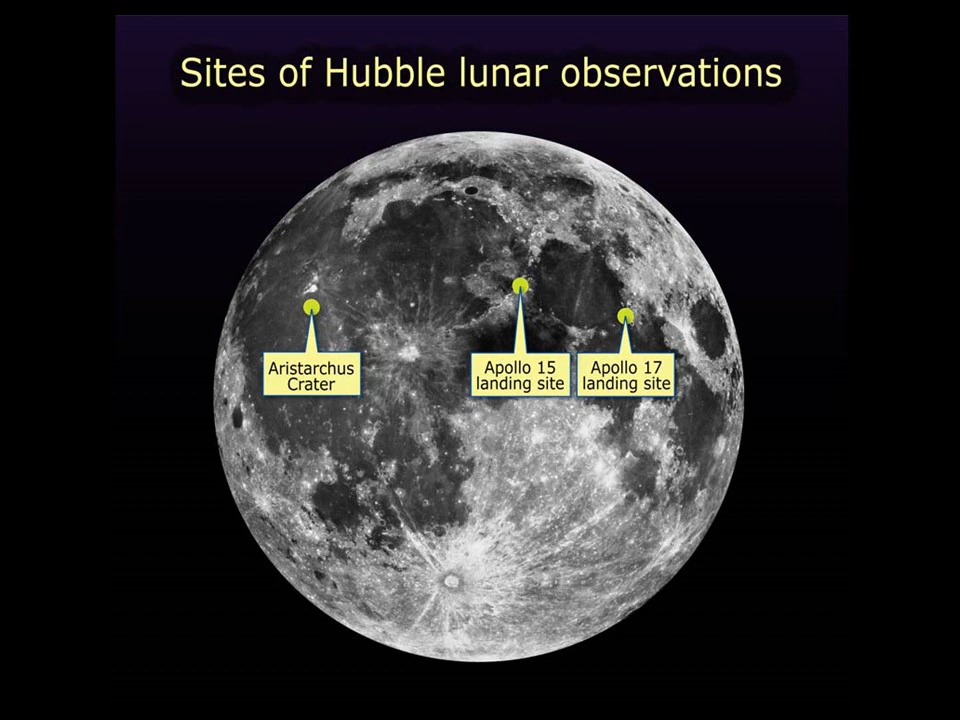 Sites of Hubble lunar observations
Aristarchus
Crater
Apollo 15
landing site
Apollo 17
landing site